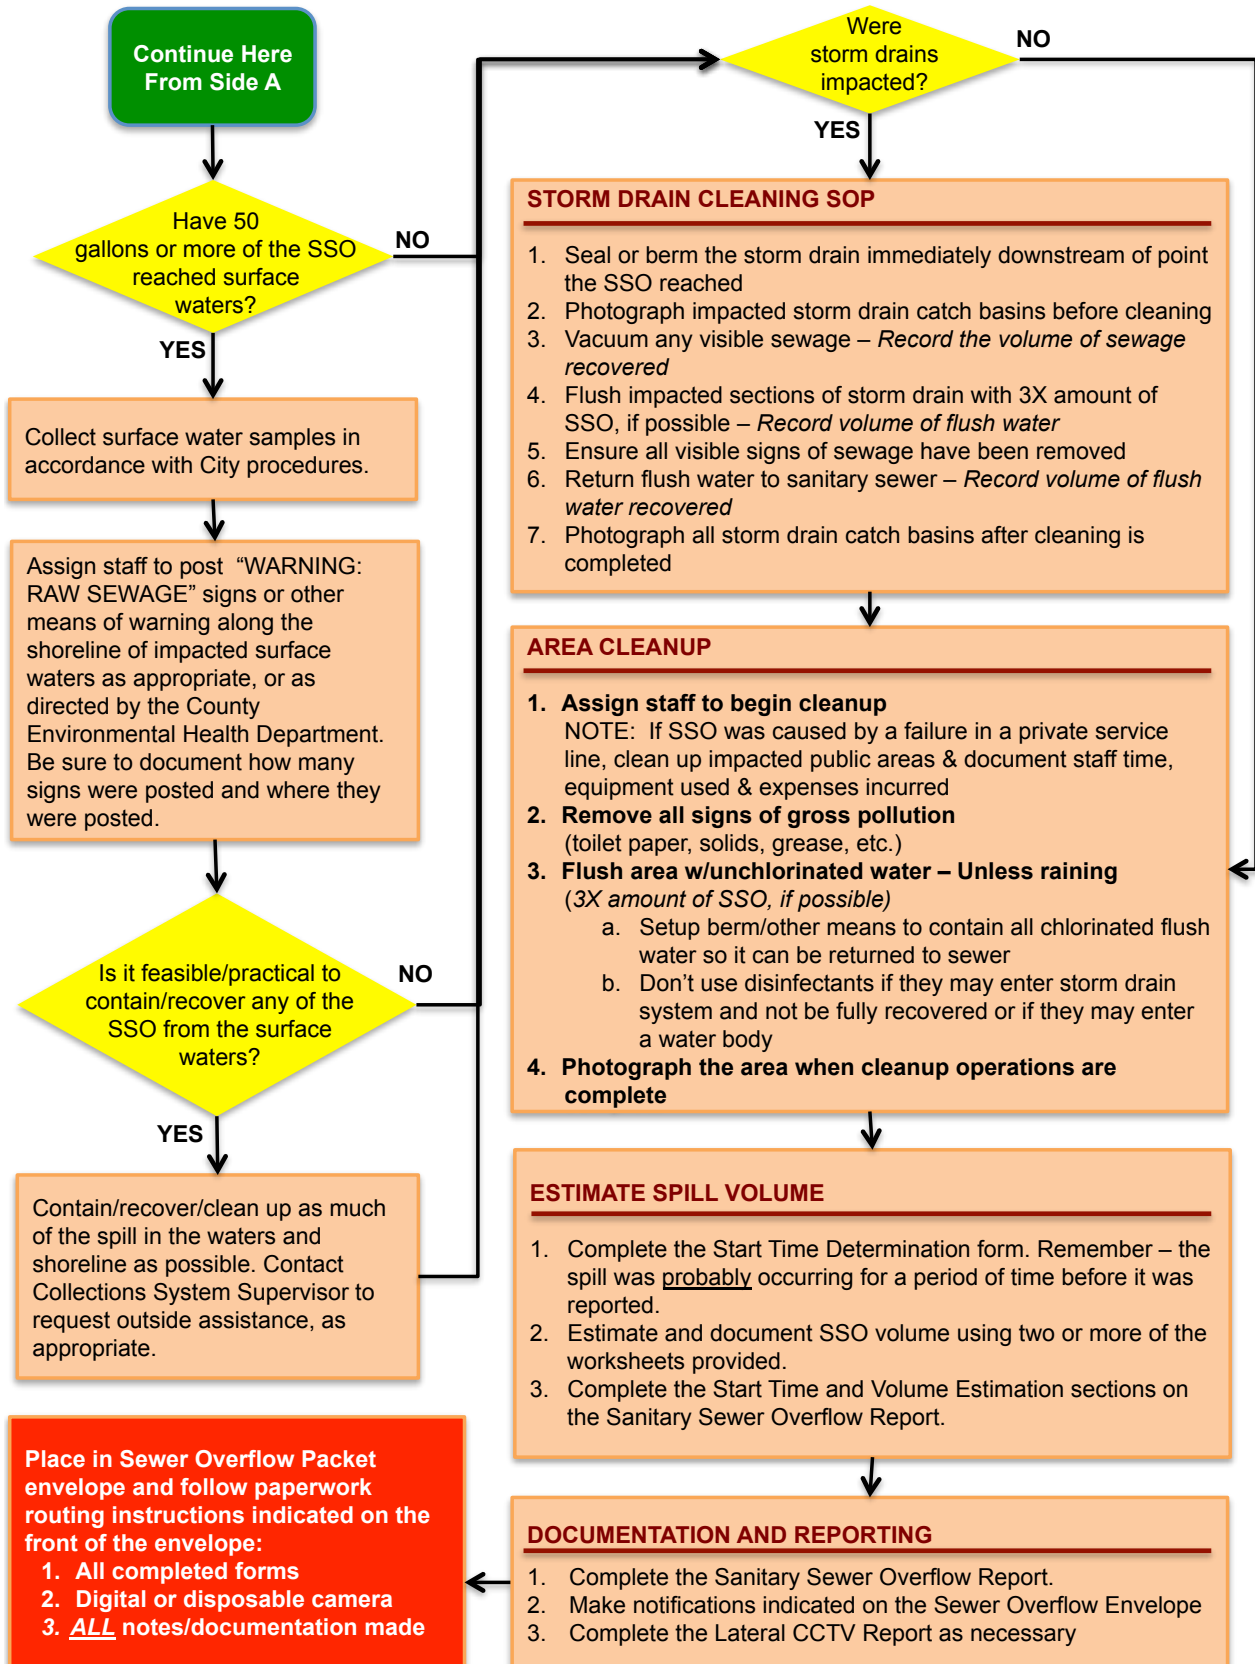 Continue Here
From Side A
Have 50
gallons or more of the SSO
reached surface
waters?
NO
YES
Collect surface water samples in
accordance with City procedures.
Assign staff to post “WARNING:
RAW SEWAGE” signs or other
means of warning along the
shoreline of impacted surface
waters as appropriate, or as
directed by the County
Environmental Health Department.
Be sure to document how many
signs were posted and where they
were posted.
Is it feasible/practical to
contain/recover any of the
SSO from the surface
waters?
NO
YES
Contain/recover/clean up as much
of the spill in the waters and
shoreline as possible. Contact
Collections System Supervisor to
request outside assistance, as
appropriate.
Were
storm drains
impacted?
NO
YES
STORM DRAIN CLEANING SOP
1. Seal or berm the storm drain immediately downstream of point
the SSO reached
2. Photograph impacted storm drain catch basins before cleaning
3. Vacuum any visible sewage – Record the volume of sewage
recovered
4. Flush impacted sections of storm drain with 3X amount of
SSO, if possible – Record volume of flush water
5. Ensure all visible signs of sewage have been removed
6. Return flush water to sanitary sewer – Record volume of flush
water recovered
7. Photograph all storm drain catch basins after cleaning is
completed
AREA CLEANUP
1. Assign staff to begin cleanup
NOTE: If SSO was caused by a failure in a private service
line, clean up impacted public areas & document staff time,
equipment used & expenses incurred
2. Remove all signs of gross pollution
(toilet paper, solids, grease, etc.)
3. Flush area w/unchlorinated water – Unless raining
(3X amount of SSO, if possible)
a. Setup berm/other means to contain all chlorinated flush
water so it can be returned to sewer
b. Don’t use disinfectants if they may enter storm drain
system and not be fully recovered or if they may enter
a water body
4. Photograph the area when cleanup operations are
complete
ESTIMATE SPILL VOLUME
1. Complete the Start Time Determination form. Remember – the
spill was probably occurring for a period of time before it was
reported.
2. Estimate and document SSO volume using two or more of the
worksheets provided.
3. Complete the Start Time and Volume Estimation sections on
the Sanitary Sewer Overflow Report.
DOCUMENTATION AND REPORTING
1. Complete the Sanitary Sewer Overflow Report.
2. Make notifications indicated on the Sewer Overflow Envelope
3. Complete the Lateral CCTV Report as necessary
Place in Sewer Overflow Packet
envelope and follow paperwork
routing instructions indicated on the
front of the envelope:
1. All completed forms
2. Digital or disposable camera
3. ALL notes/documentation made